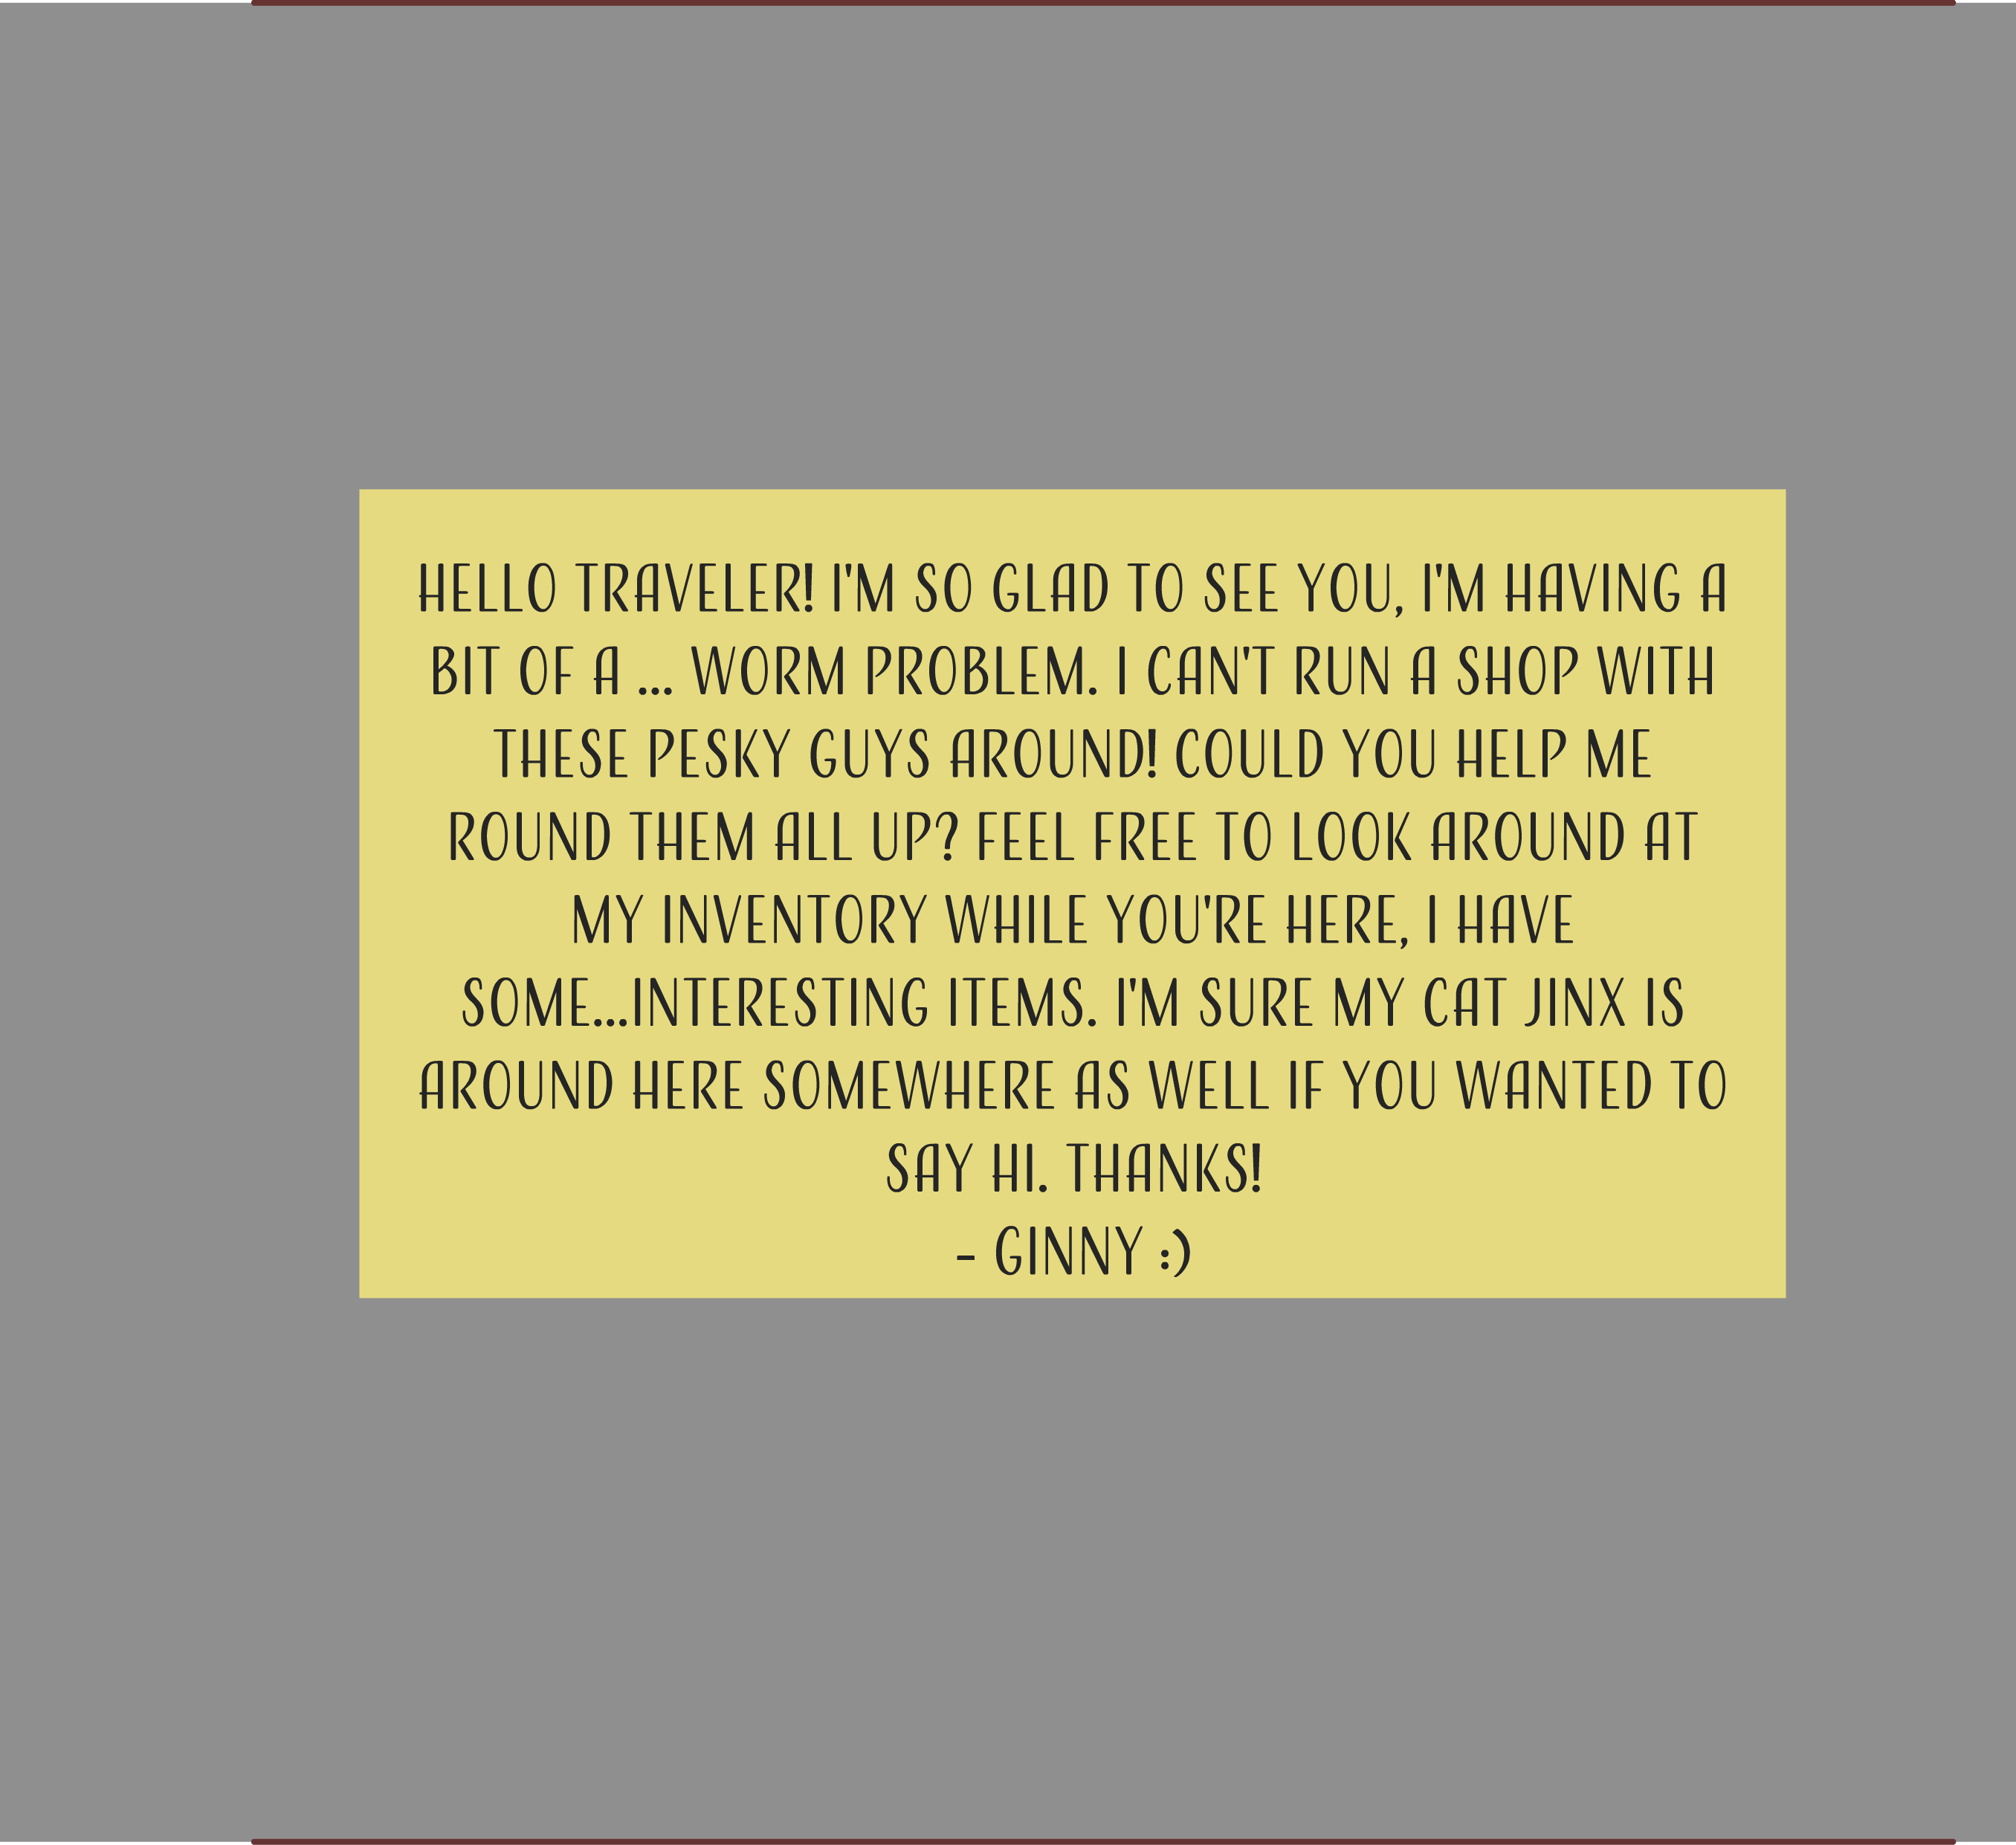 HELLO TRAVELER! I'M SO GLAD TO SEE YOU, I'M HAVING A
BIT OF A ... WORM PROBLEM. I CAN'T RUN A SHOP WITH
THESE PESKY GUYS AROUND! COULD YOU HELP ME
ROUND THEM ALL UP? FEEL FREE TO LOOK AROUND AT
MY INVENTORY WHILE YOU'RE HERE, I HAVE
SOME...INTERESTING ITEMS. I'M SURE MY CAT JINX IS
AROUND HERE SOMEWHERE AS WELL IF YOU WANTED TO
SAY HI. THANKS!
- GINNY :)